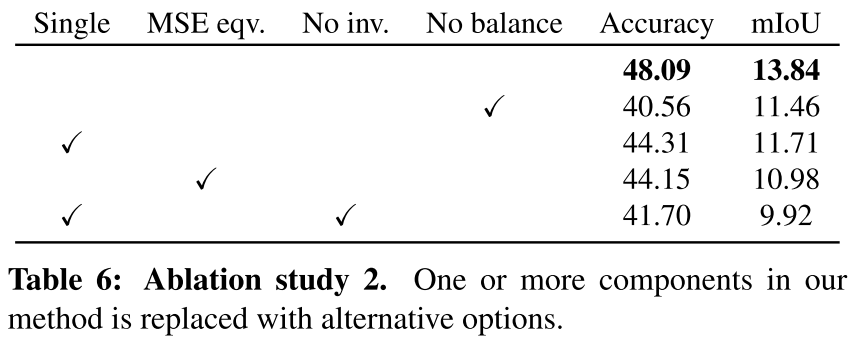 Single MSE eqv. No inv. No balance Accuracy mIoU
48.09 13.84
✓ 40.56 11.46
✓ 44.31 11.71
✓ 44.15 10.98
✓ ✓ 41.70 9.92
Table 6: Ablation study 2. One or more components in our
method is replaced with alternative options.